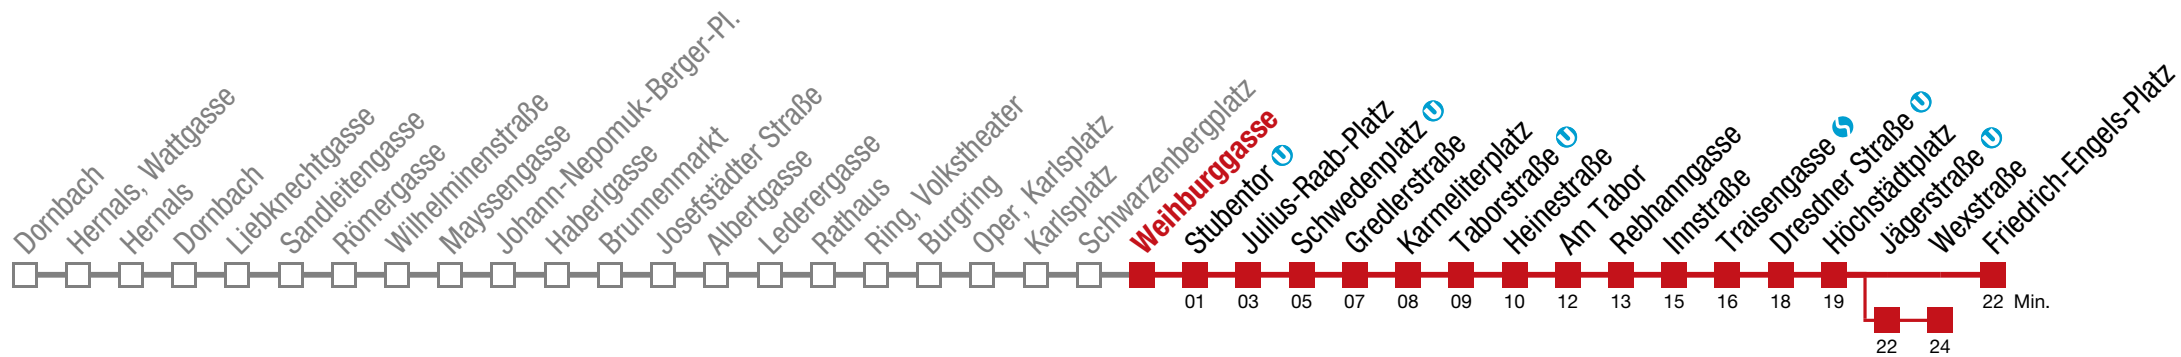 Dornbach
Hernals, Wattgasse
Hernals
Dornbach
Liebknechtgasse
Sandleitengasse
Römergasse
Wilhelminenstraße
Mayssengasse
Johann-Nepomuk-Berger-Pl.
Haberlgasse
Brunnenmarkt
Josefstädter Straße
Albertgasse
Lederergasse
Rathaus
Ring, Volkstheater
Burgring
Oper, Karlsplatz
Karlsplatz
Schwarzenbergplatz
Weihburggasse
Stubentor U
Julius-Raab-Platz
Schwedenplatz U
Gredlerstraße
Karmeliterplatz
Taborstraße U
Heinestraße
Am Tabor
Rebhanngasse
Innstraße
Traisengasse S
Dresdner Straße U
Höchstädtplatz
Jägerstraße U
Wexstraße
Friedrich-Engels-Platz
01 03 05 07 08 09 10 12 13 15 16 18 19 22 Min.
22 24